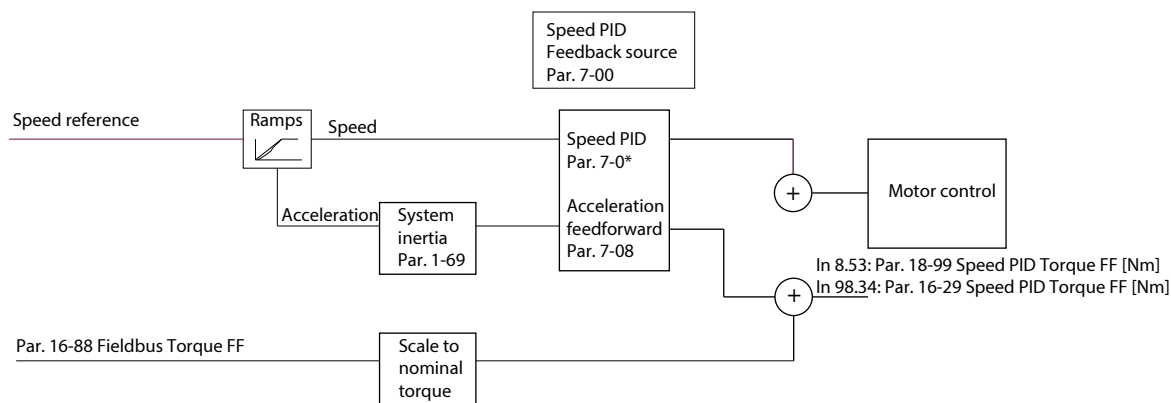 Speed PID
Feedback source
Par. 7-00
Speed reference
Ramps
Speed
Speed PID
Par. 7-0*
+
Motor control
Acceleration
System
inertia
Par. 1-69
Acceleration
feedforward
Par. 7-08
In 8.53: Par. 18-99 Speed PID Torque FF [Nm]
In 98.34: Par. 16-29 Speed PID Torque FF [Nm]
+
Par. 16-88 Fieldbus Torque FF
Scale to
nominal
torque